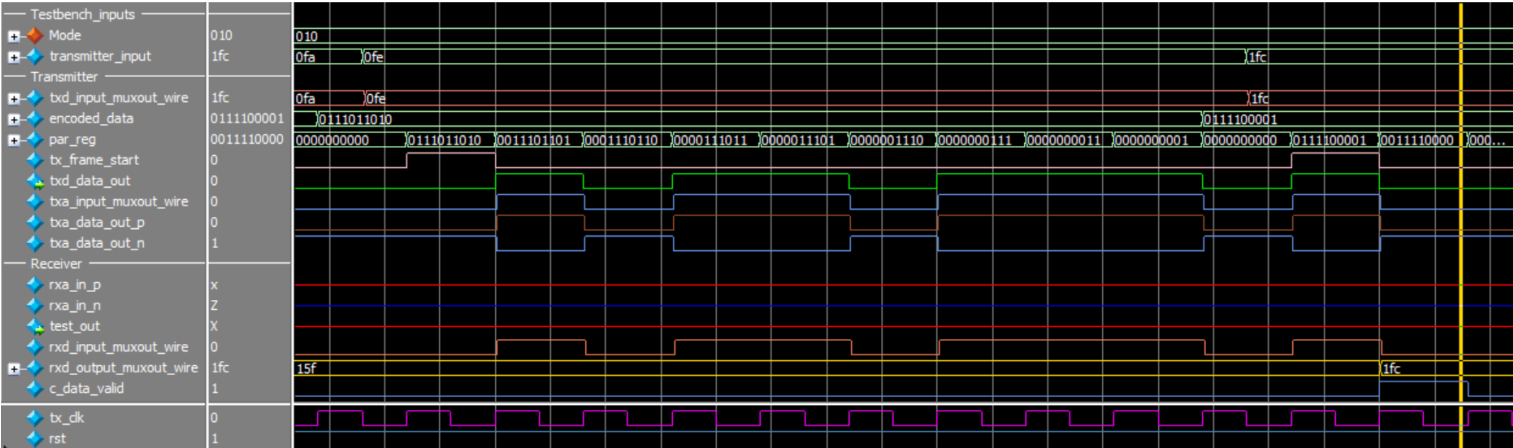 Testbench_inputs
Mode 010 010
transmitter_input 1fc 0fa 0fe 1fc
Transmitter
txd_input_muxout_wire 1fc 0fa 0fe 1fc
encoded_data 0111100001 0111011010 0111100001
par_reg 0011110000 0000000000 0111011010 0011101101 0001110110 0000111011 0000011101 0000001110 0000000111 0000000011 0000000001 0000000000 0111100001 0011110000 000...
tx_frame_start 0
txd_data_out 0
txa_input_muxout_wire 0
txa_data_out_p 0
txa_data_out_n 1
Receiver
rxa_in_p x
rxa_in_n Z
test_out X
rxd_input_muxout_wire 0
rxd_output_muxout_wire 1fc 15f 1fc
c_data_valid 1
tx_clk 0
rst 1